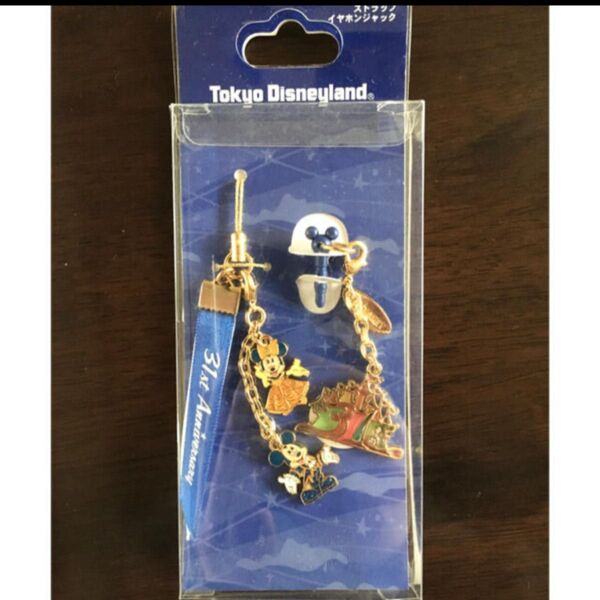 ストラップ
イヤホンジャック
Tokyo Disneyland®
31st Anniversary